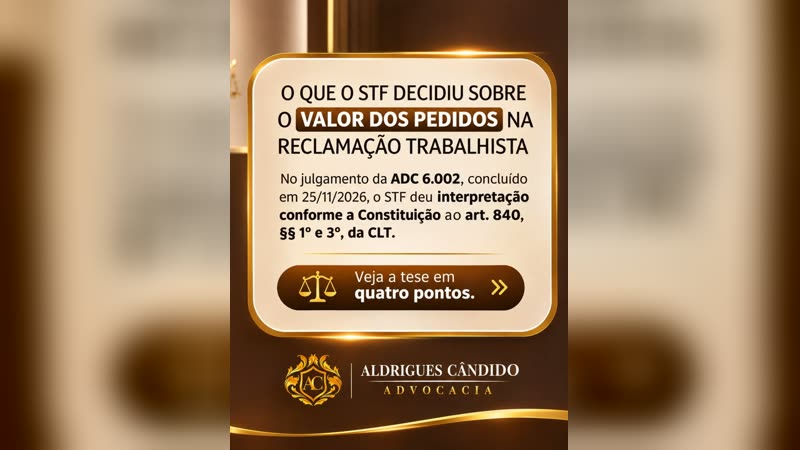 O QUE O STF DECIDIU SOBRE
O VALOR DOS PEDIDOS NA
RECLAMAÇÃO TRABALHISTA
No julgamento da ADC 6.002, concluído
em 25/11/2026, o STF deu interpretação
conforme a Constituição ao art. 840,
§§ 1º e 3º, da CLT.
Veja a tese em
quatro pontos. »
AC
ALDRIGUES CÂNDIDO
ADVOCACIA